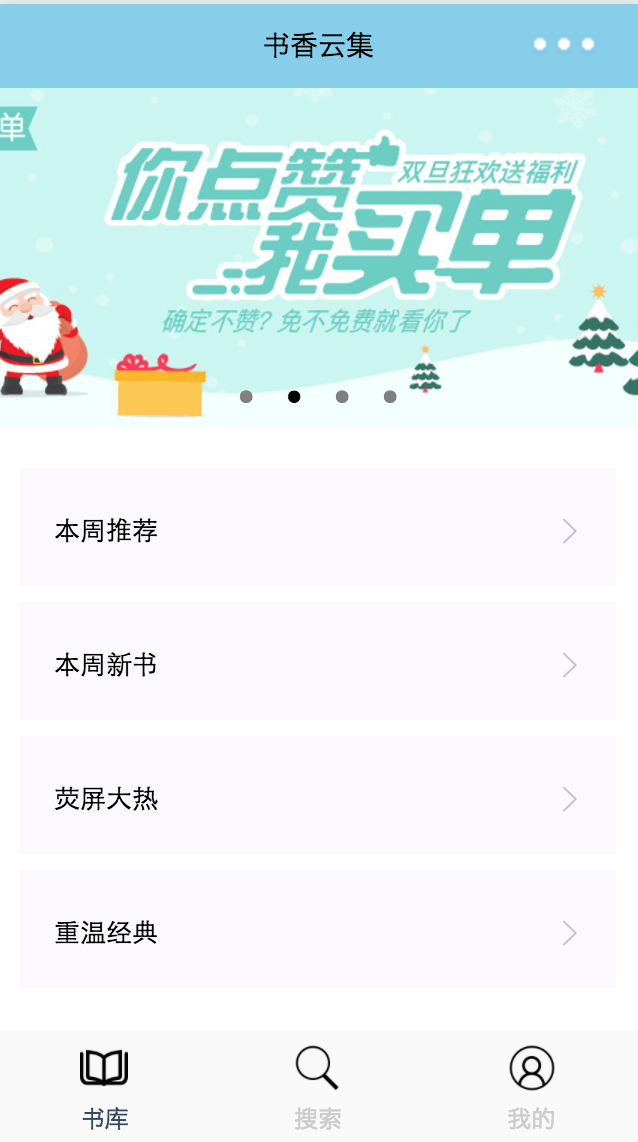 书香云集
单
你点赞
双旦狂欢送福利
我买单
确定不赞？免不免费就看你了
本周推荐
本周新书
荧屏大热
重温经典
书库
搜索
我的